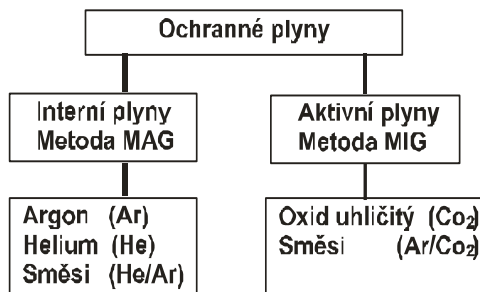 Ochranné plyny
Interní plyny
Metoda MAG
Aktivní plyny
Metoda MIG
Argon (Ar)
Helium (He)
Směsi (He/Ar)
Oxid uhličitý (Co₂)
Směsi (Ar/Co₂)